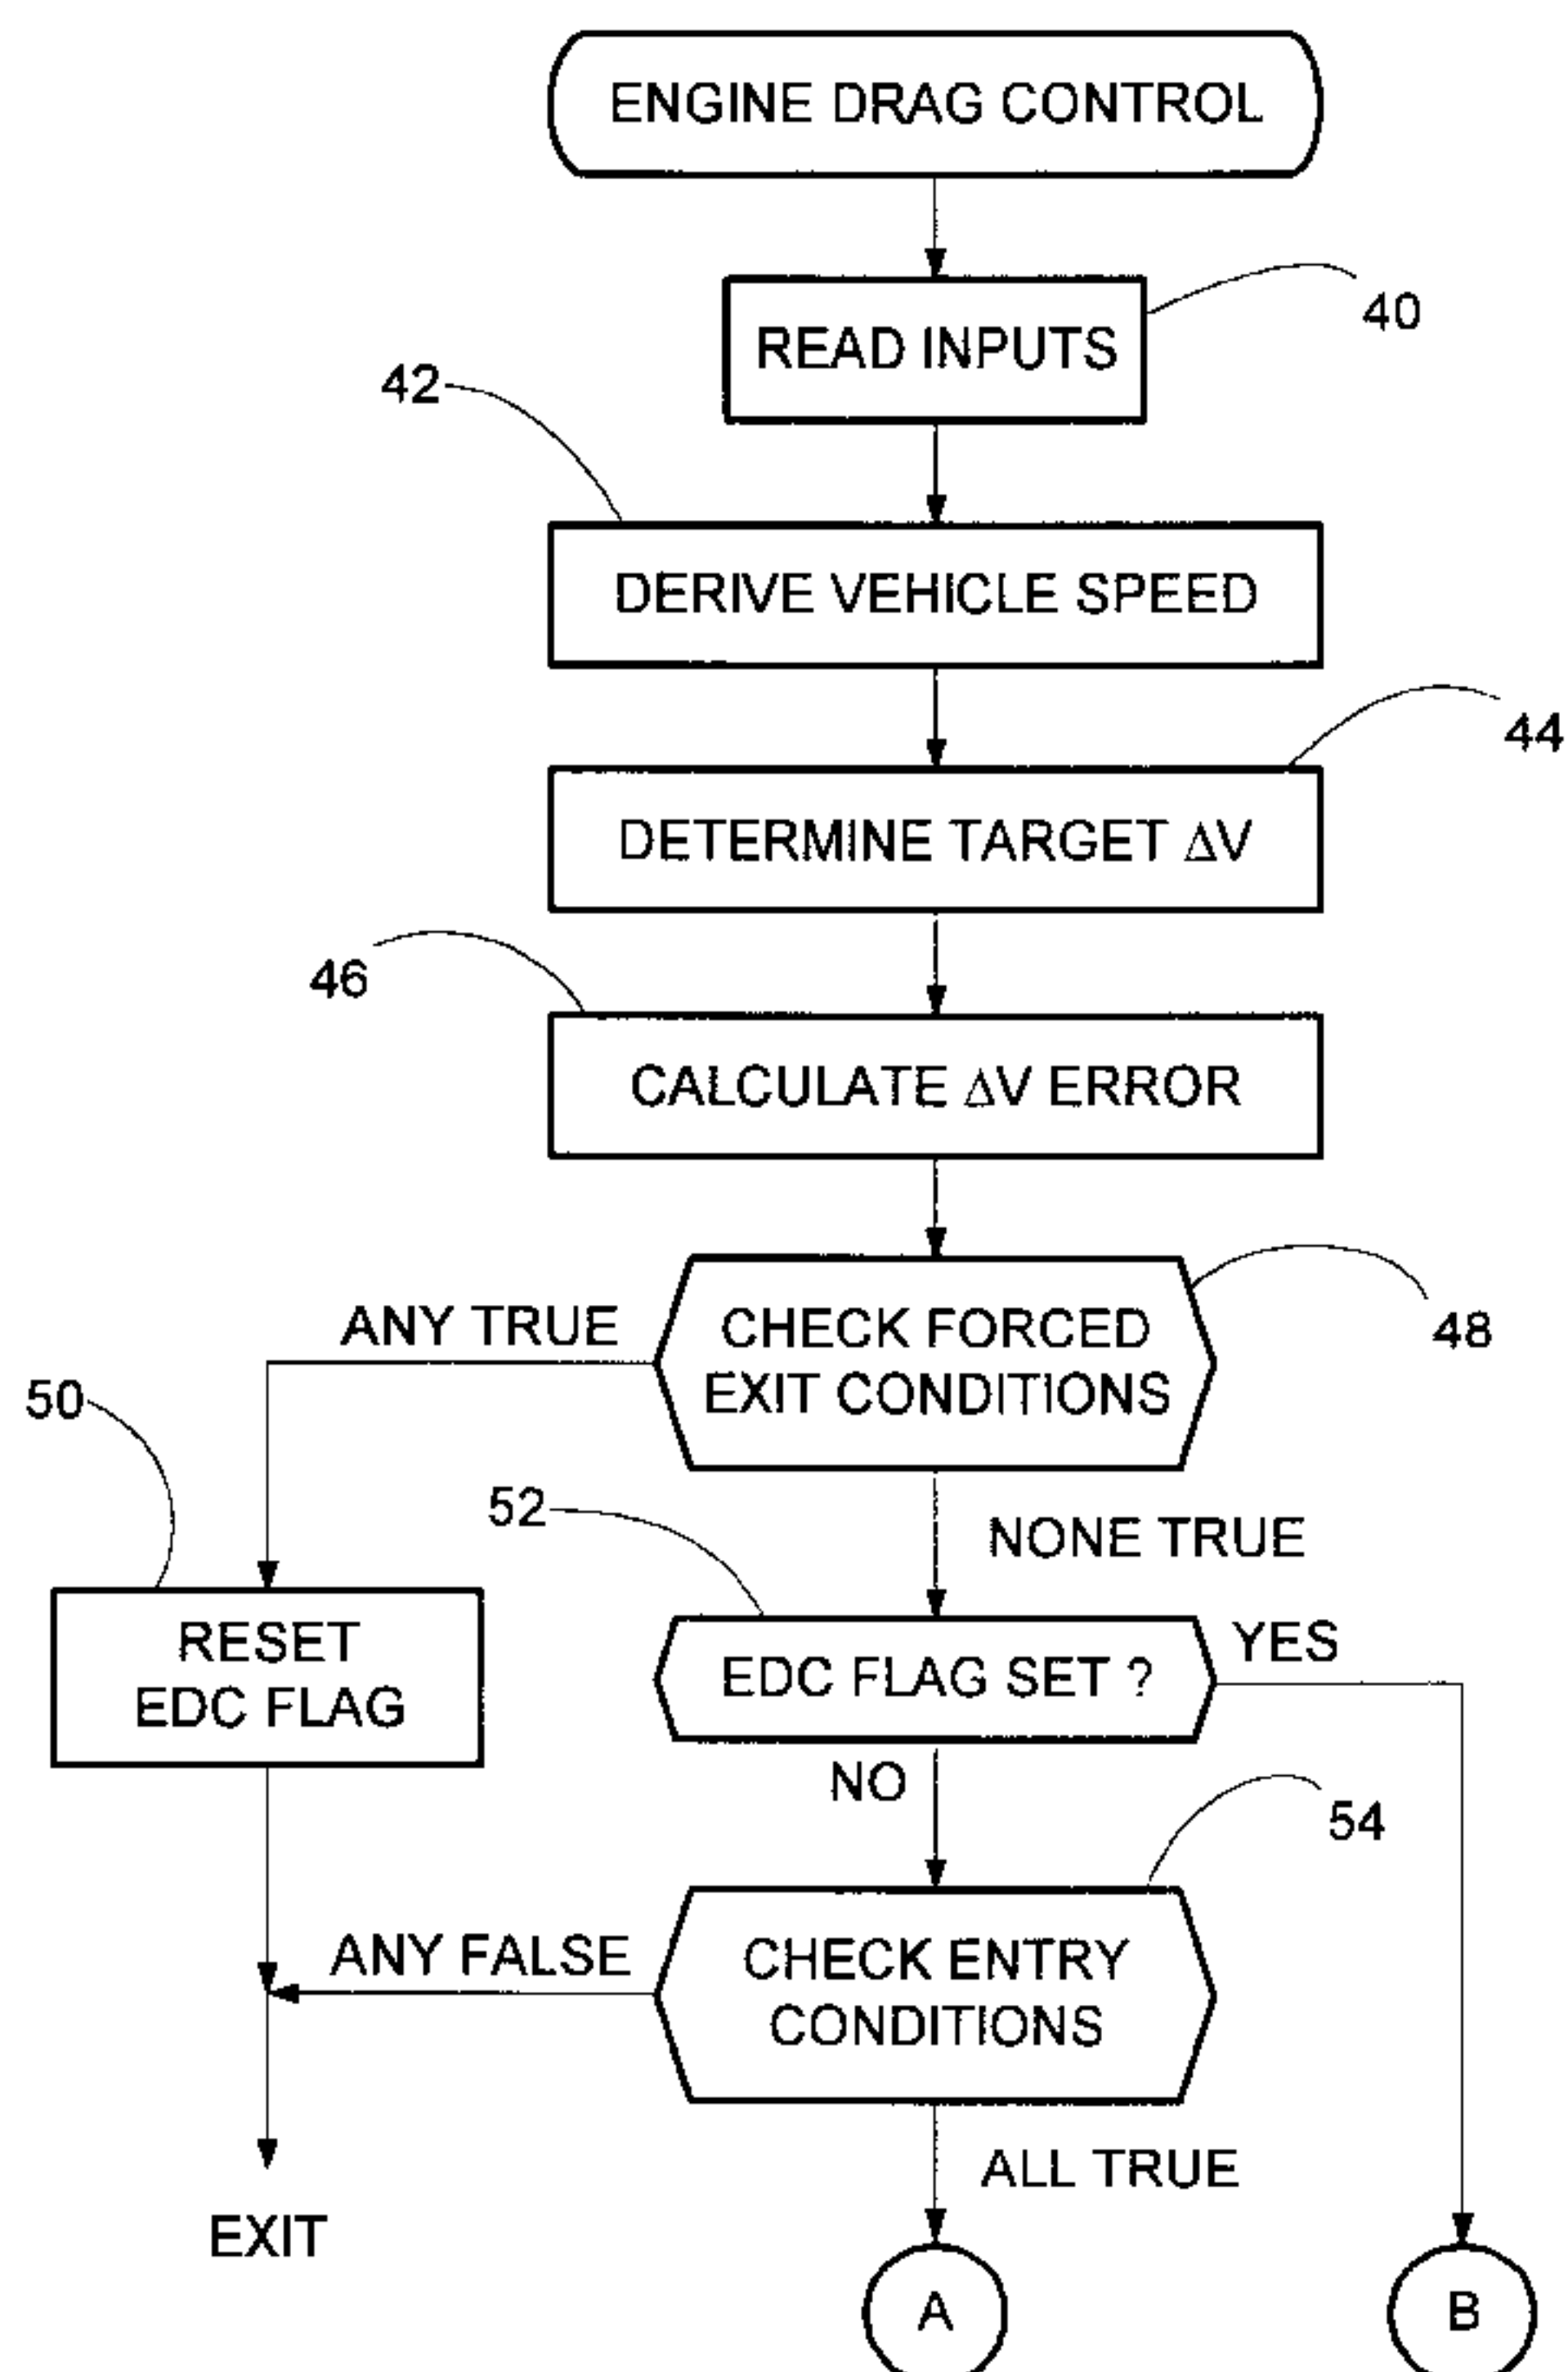 ENGINE DRAG CONTROL
40
READ INPUTS
42
DERIVE VEHICLE SPEED
44
DETERMINE TARGET ΔV
46
CALCULATE ΔV ERROR
48
ANY TRUE
CHECK FORCED
EXIT CONDITIONS
50
52
NONE TRUE
RESET
EDC FLAG
EDC FLAG SET ?
YES
NO
54
ANY FALSE
CHECK ENTRY
CONDITIONS
ALL TRUE
EXIT
A
B